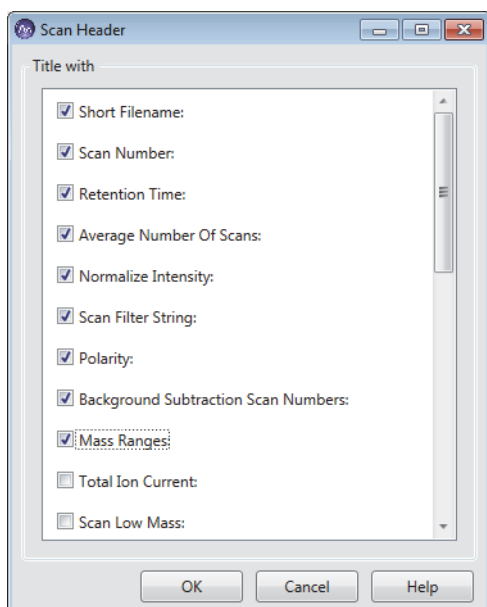 Scan Header
Title with
Short Filename:
Scan Number:
Retention Time:
Average Number Of Scans:
Normalize Intensity:
Scan Filter String:
Polarity:
Background Subtraction Scan Numbers:
Mass Ranges
Total Ion Current:
Scan Low Mass:
OK Cancel Help